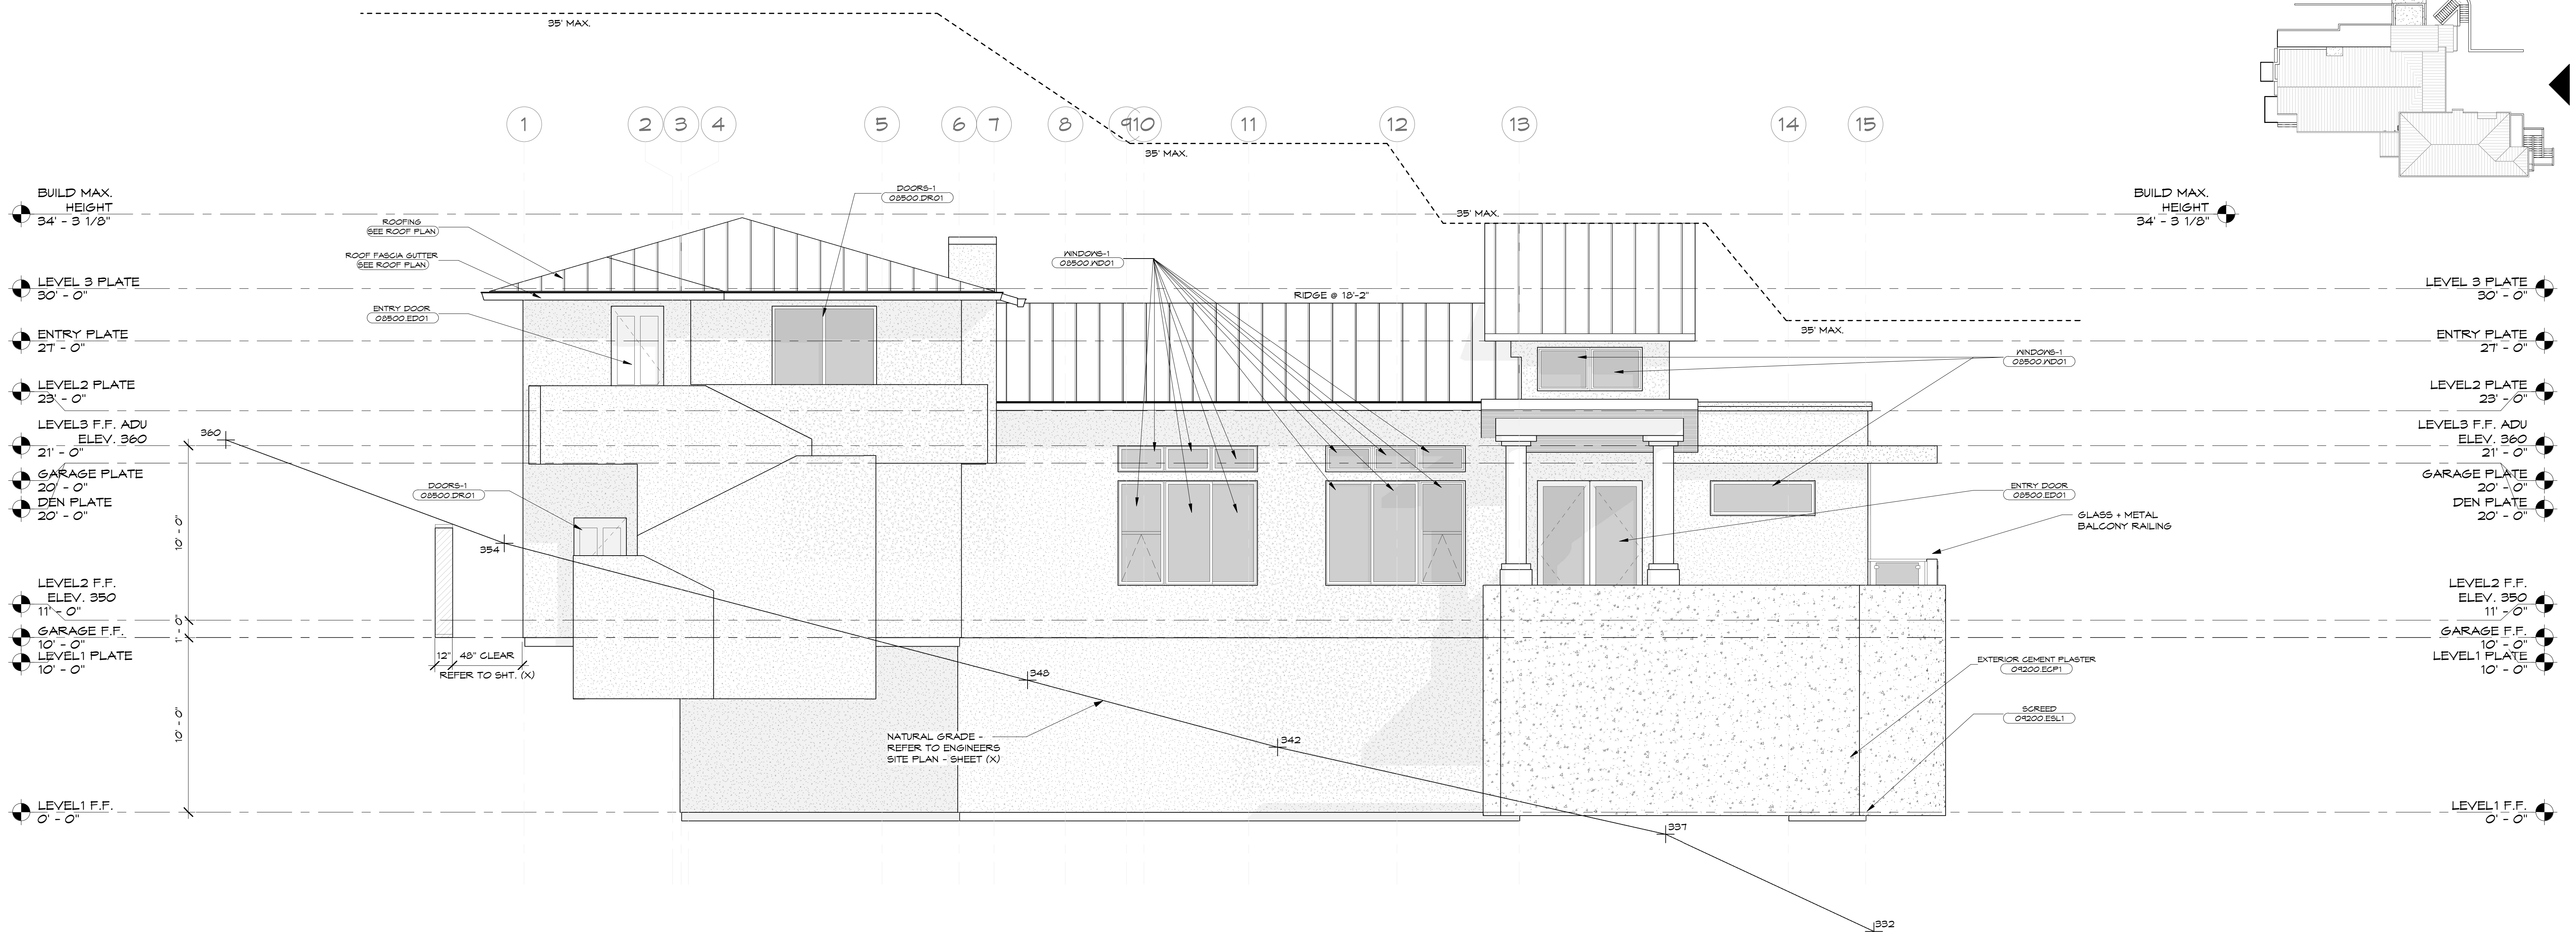 35' MAX.
1
2
3
4
5
6
7
8
9
10
11
12
13
14
15
35' MAX.
35' MAX.
35' MAX.
BUILD MAX.
HEIGHT
34' - 3 1/8"
LEVEL 3 PLATE
30' - 0"
ENTRY PLATE
27' - 0"
LEVEL2 PLATE
23' - 0"
LEVEL3 F.F. ADU
ELEV. 360
21' - 0"
GARAGE PLATE
20' - 0"
DEN PLATE
20' - 0"
LEVEL2 F.F.
ELEV. 350
11' - 0"
GARAGE F.F.
10' - 0"
LEVEL1 PLATE
10' - 0"
LEVEL1 F.F.
0' - 0"
10' - 0"
1' - 0"
10' - 0"
ROOFING
SEE ROOF PLAN
ROOF FASCIA GUTTER
SEE ROOF PLAN
ENTRY DOOR
08500.ED01
DOORS-1
08500.DR01
DOORS-1
08500.DR01
WINDOWS-1
08500.WD01
RIDGE @ 18'-2"
360
354
348
342
337
332
12"
48" CLEAR
REFER TO SHT. (X)
NATURAL GRADE -
REFER TO ENGINEERS
SITE PLAN - SHEET (X)
WINDOWS-1
08500.WD01
ENTRY DOOR
08500.ED01
GLASS + METAL
BALCONY RAILING
EXTERIOR CEMENT PLASTER
09200.ECP1
SCREED
09200.ESL1
BUILD MAX.
HEIGHT
34' - 3 1/8"
LEVEL 3 PLATE
30' - 0"
ENTRY PLATE
27' - 0"
LEVEL2 PLATE
23' - 0"
LEVEL3 F.F. ADU
ELEV. 360
21' - 0"
GARAGE PLATE
20' - 0"
DEN PLATE
20' - 0"
LEVEL2 F.F.
ELEV. 350
11' - 0"
GARAGE F.F.
10' - 0"
LEVEL1 PLATE
10' - 0"
LEVEL1 F.F.
0' - 0"